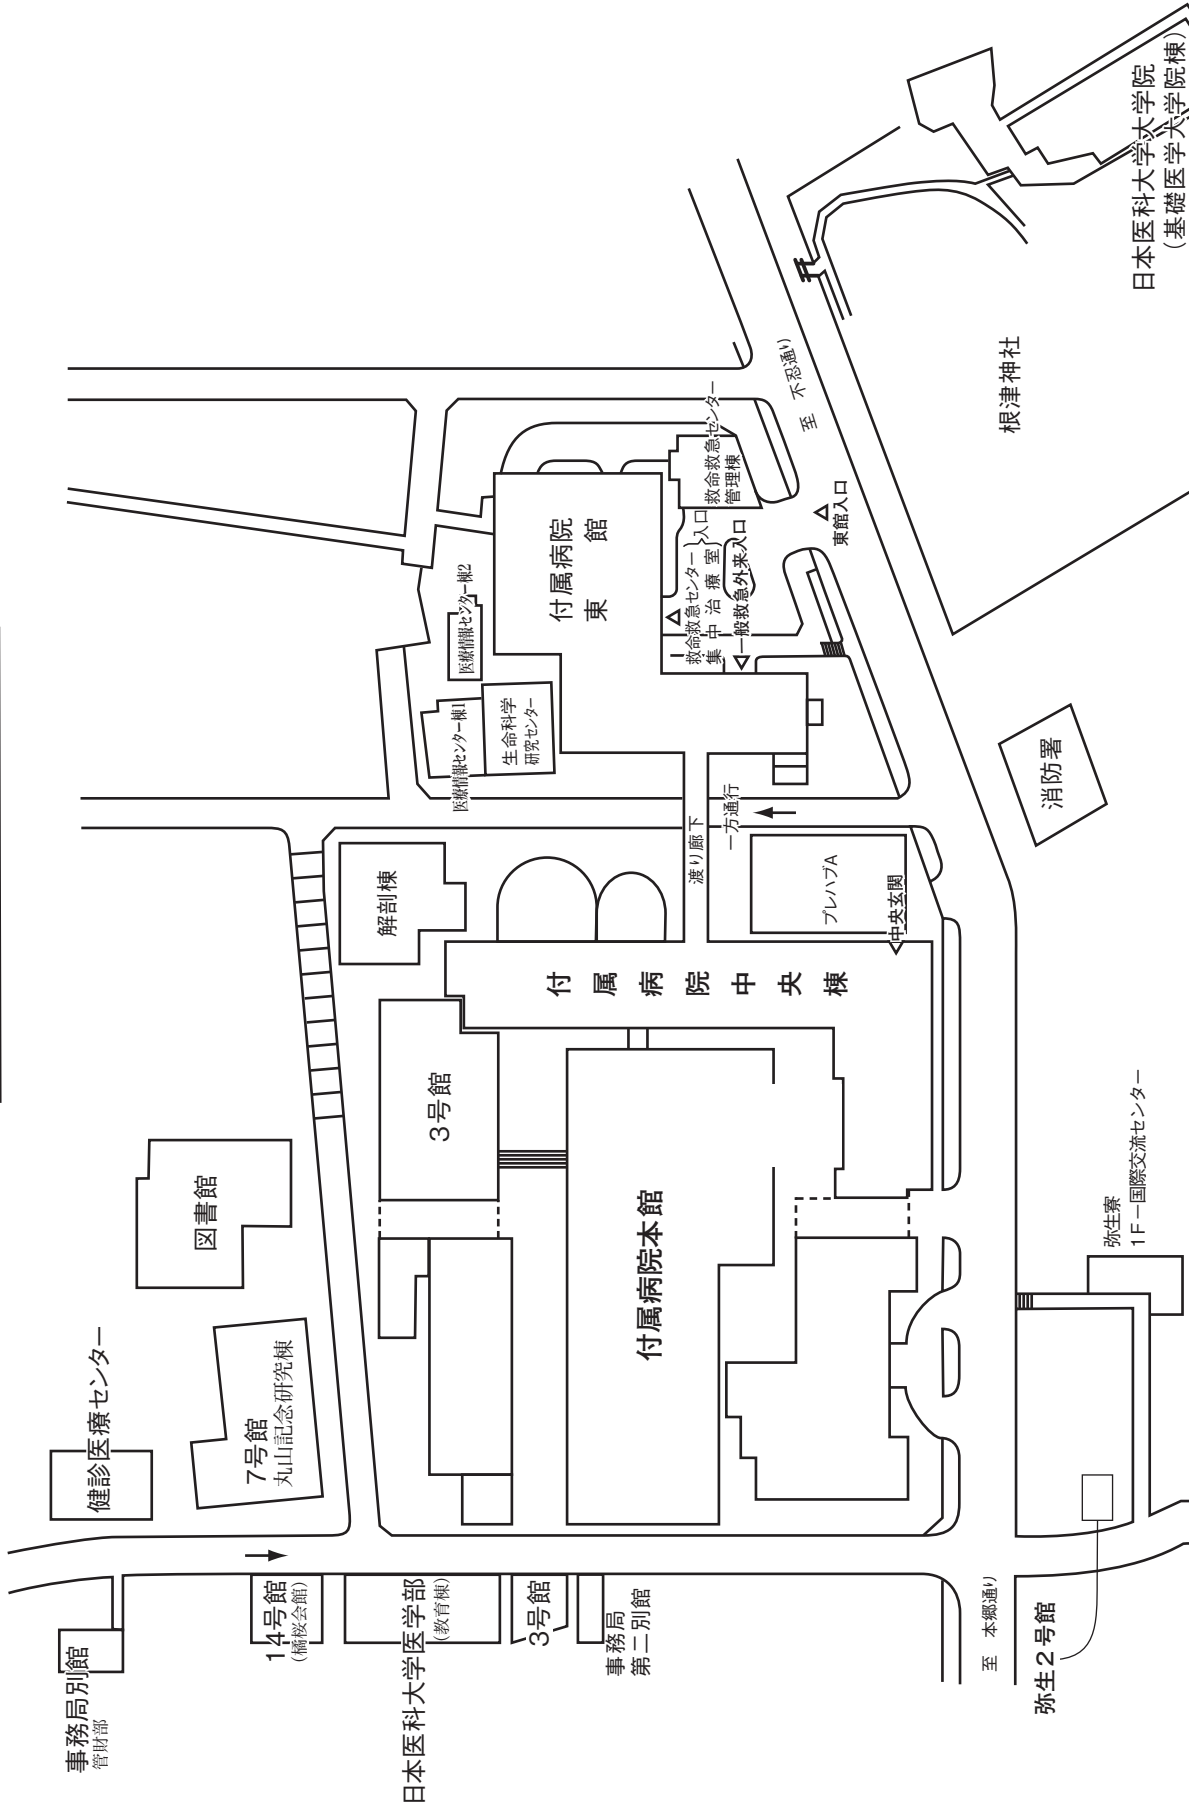 事務局別館
管財部
健診医療センター
7号館
丸山記念研究棟
図書館
14号館
(橘桜会館)
日本医科大学医学部
(教育棟)
3号館
事務局
第二別館
3号館
解剖棟
付属病院本館
付属病院中央棟
中央玄関
プレハブA
渡り廊下
一方通行
医療情報センター棟1
生命科学
研究センター
医療情報センター棟2
付属病院
東館
救命救急センター
集中治療室
入口
一般救急外来入口
救命救急センター
管理棟
東館入口
至 不忍通り
根津神社
日本医科大学大学院
(基礎医学大学院棟)
消防署
弥生寮
1F−国際交流センター
至 本郷通り
弥生2号館